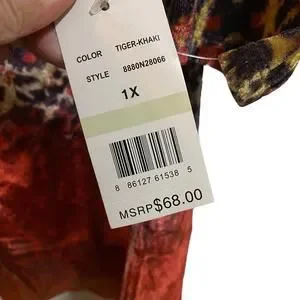 COLOR TIGER-KHAKI
STYLE 8880N28066
1X
8 86127 61538 5
MSRP$68.00